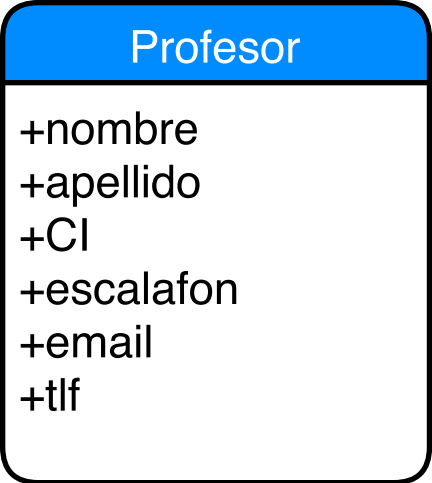 Profesor
+nombre
+apellido
+CI
+escalafon
+email
+tlf